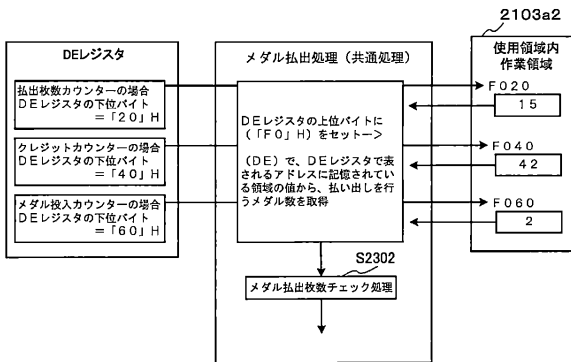 2103a2
DEレジスタ
払出枚数カウンターの場合
DEレジスタの下位バイト
=「20」H
クレジットカウンターの場合
DEレジスタの下位バイト
=「40」H
メダル投入カウンターの場合
DEレジスタの下位バイト
=「60」H
メダル払出処理(共通処理)
DEレジスタの上位バイトに
(「F0」H)をセットー>
(DE)で、DEレジスタで表
されるアドレスに記憶されてい
る領域の値から、払い出しを行
うメダル数を取得
S2302
メダル払出枚数チェック処理
使用領域内
作業領域
F020
15
F040
42
F060
2